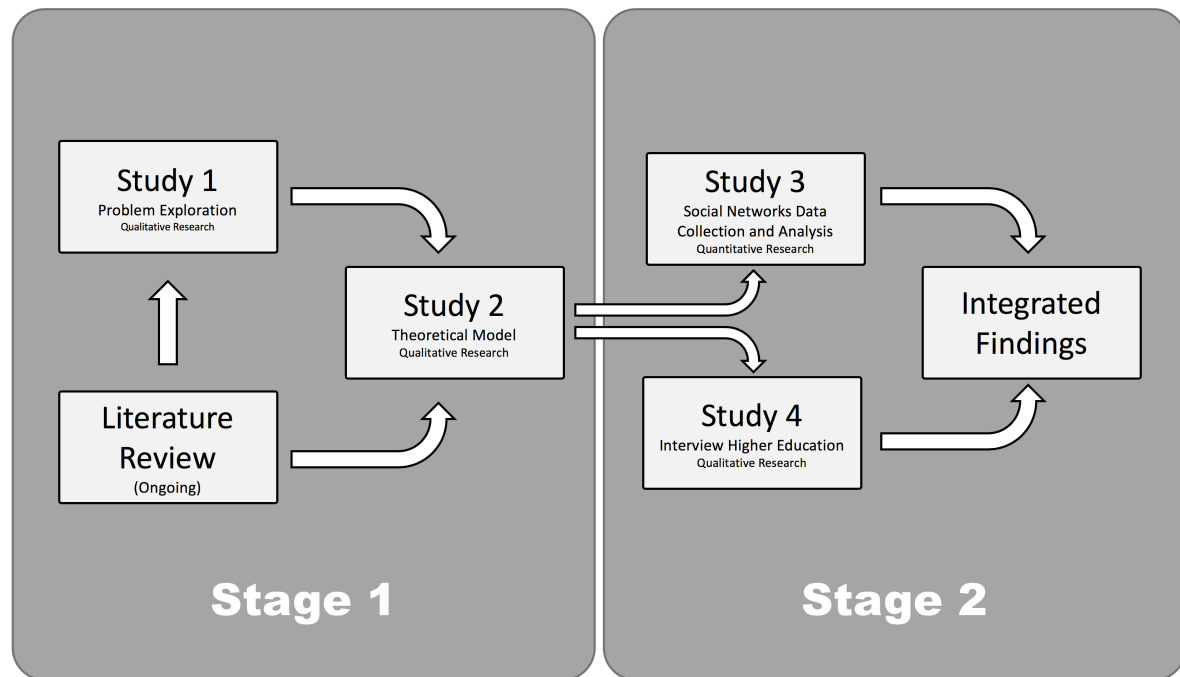 Study 1
Problem Exploration
Qualitative Research
Literature
Review
(Ongoing)
Study 2
Theoretical Model
Qualitative Research
Stage 1
Study 3
Social Networks Data
Collection and Analysis
Quantitative Research
Study 4
Interview Higher Education
Qualitative Research
Integrated
Findings
Stage 2